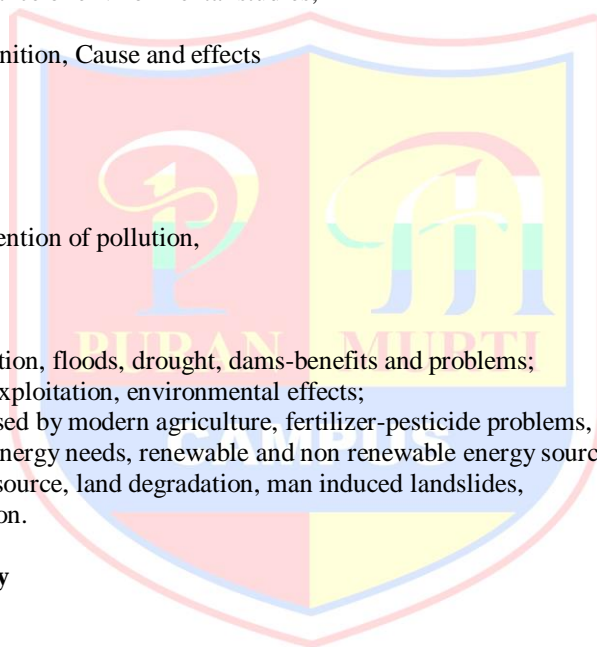 nition, Cause and effects
ention of pollution,
tion, floods, drought, dams-benefits and problems;
exploitation, environmental effects;
sed by modern agriculture, fertilizer-pesticide problems,
energy needs, renewable and non renewable energy sourc
source, land degradation, man induced landslides,
on.
y
P M
PURAN MURTI
CAMPUS